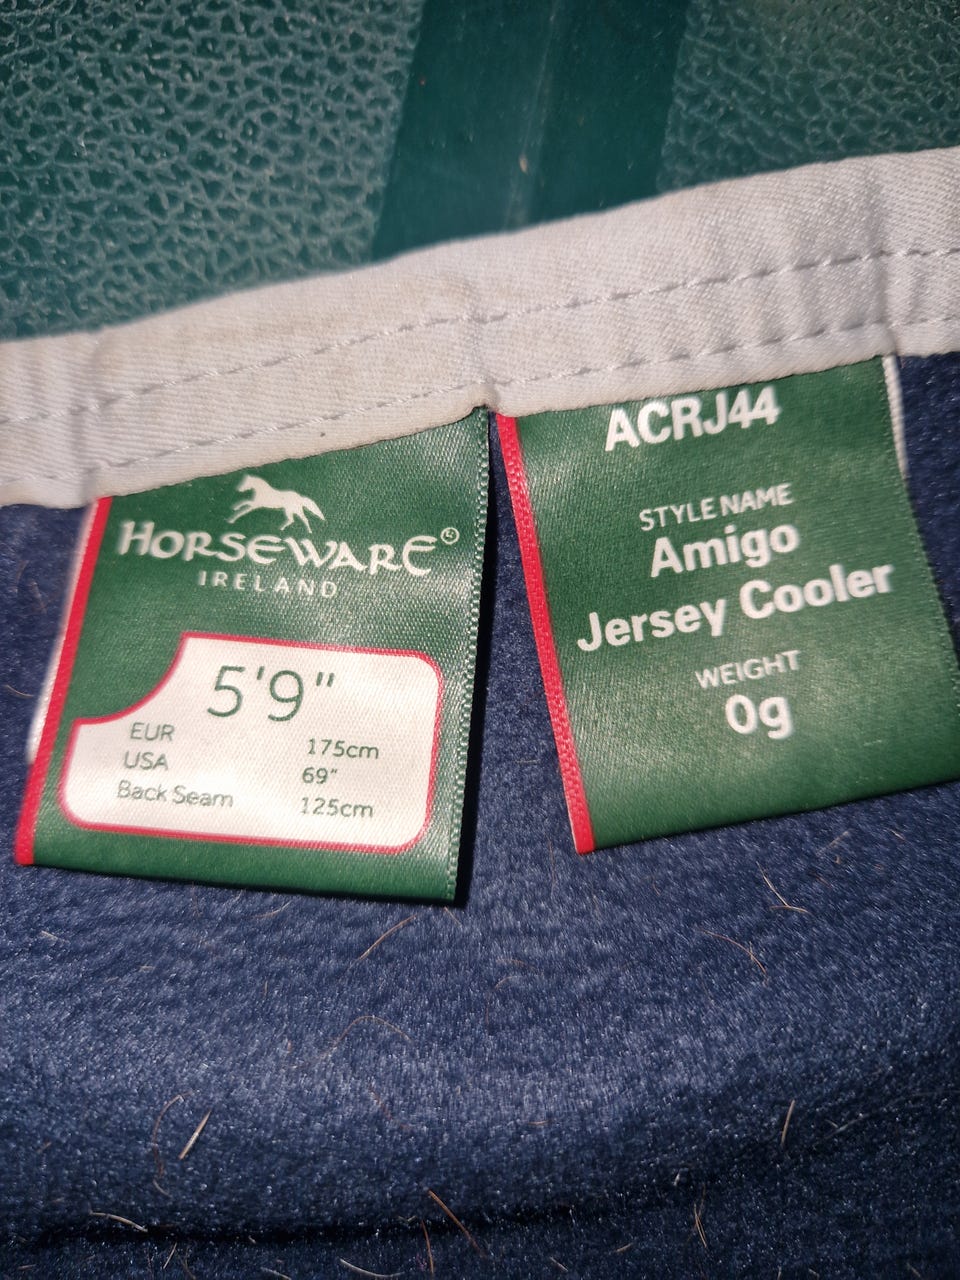 HORSEWARE®
IRELAND
5'9"
EUR 175cm
USA 69"
Back Seam 125cm
ACRJ44
STYLE NAME
Amigo
Jersey Cooler
WEIGHT
0g